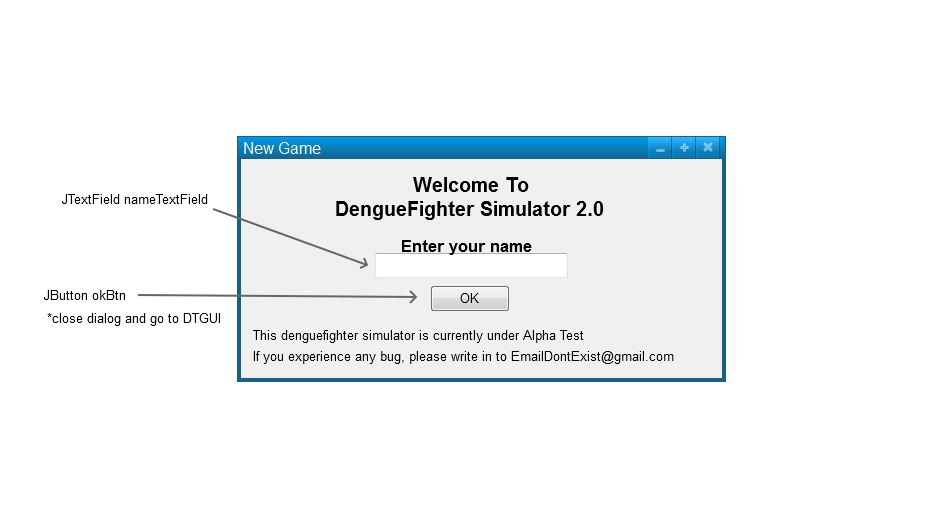 New Game
Welcome To
DengueFighter Simulator 2.0
JTextField nameTextField
Enter your name
JButton okBtn
OK
*close dialog and go to DTGUI
This denguefighter simulator is currently under Alpha Test
If you experience any bug, please write in to EmailDontExist@gmail.com